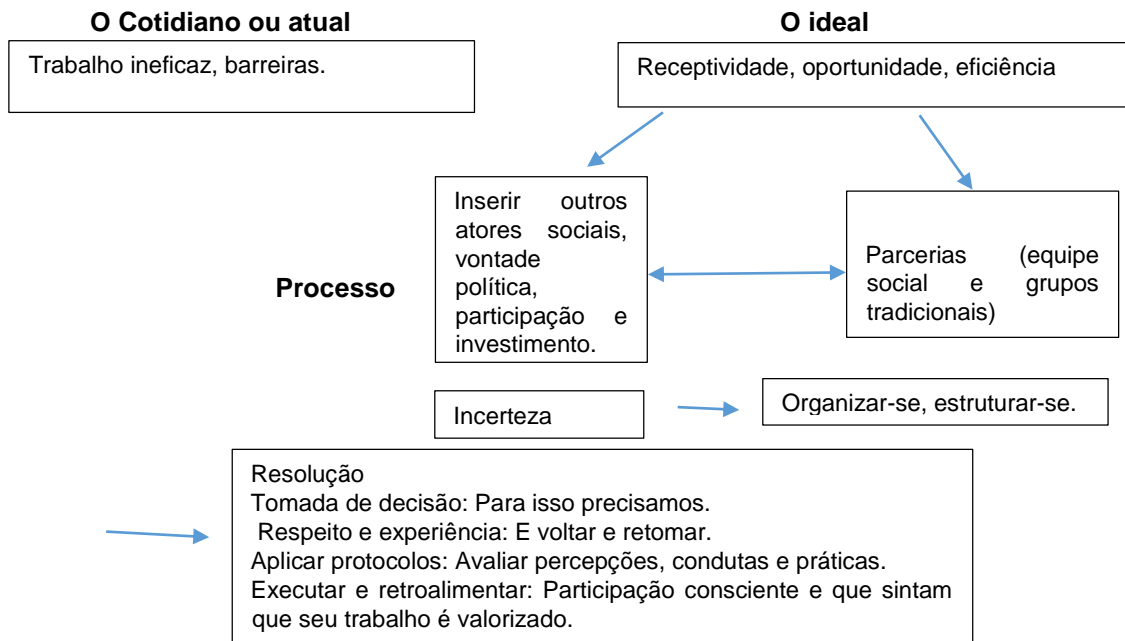 O Cotidiano ou atual
O ideal
Trabalho ineficaz, barreiras.
Receptividade, oportunidade, eficiência
Inserir outros
atores sociais,
vontade
política,
participação e
investimento.
Processo
Parcerias (equipe
social e grupos
tradicionais)
Incerteza
Organizar-se, estruturar-se.
Resolução
Tomada de decisão: Para isso precisamos.
Respeito e experiência: E voltar e retomar.
Aplicar protocolos: Avaliar percepções, condutas e práticas.
Executar e retroalimentar: Participação consciente e que sintam
que seu trabalho é valorizado.